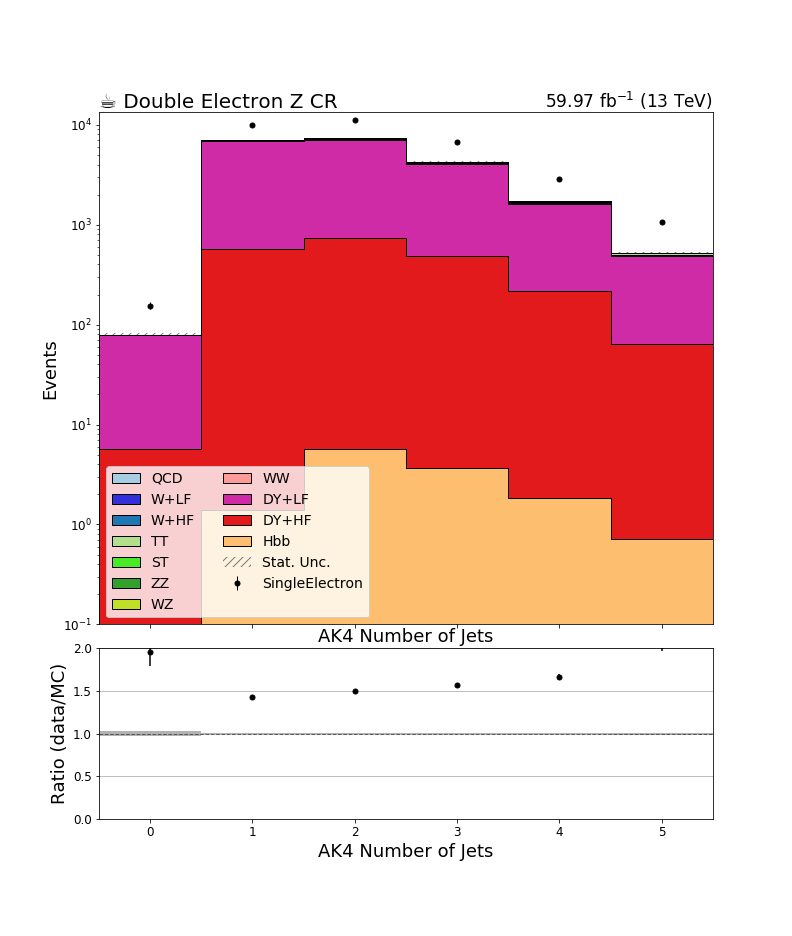 ☕ Double Electron Z CR 59.97 fb⁻¹ (13 TeV)
10⁴
10³
10²
10¹
10⁰
10⁻¹
Events
QCD WW
W+LF DY+LF
W+HF DY+HF
TT Hbb
ST Stat. Unc.
ZZ SingleElectron
WZ
AK4 Number of Jets
2.0
1.5
1.0
0.5
0.0
Ratio (data/MC)
0 1 2 3 4 5
AK4 Number of Jets